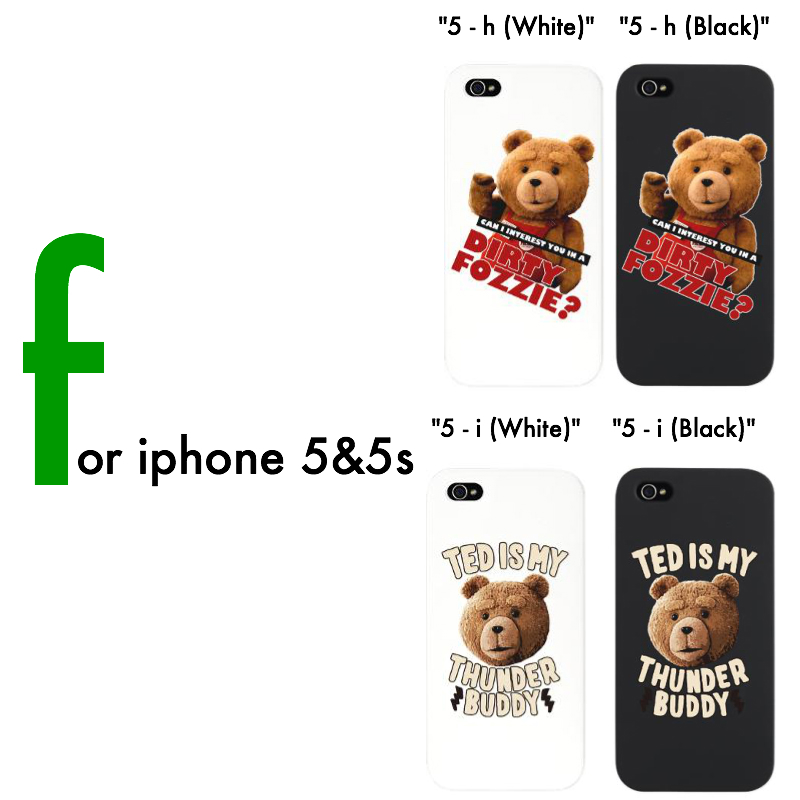 "5 - h (White)" "5 - h (Black)"
CAN I INTEREST YOU IN A
DIRTY
FOZZIE?
CAN I INTEREST YOU IN A
DIRTY
FOZZIE?
for iphone 5&5s
"5 - i (White)" "5 - i (Black)"
TED IS MY
THUNDER
BUDDY
TED IS MY
THUNDER
BUDDY